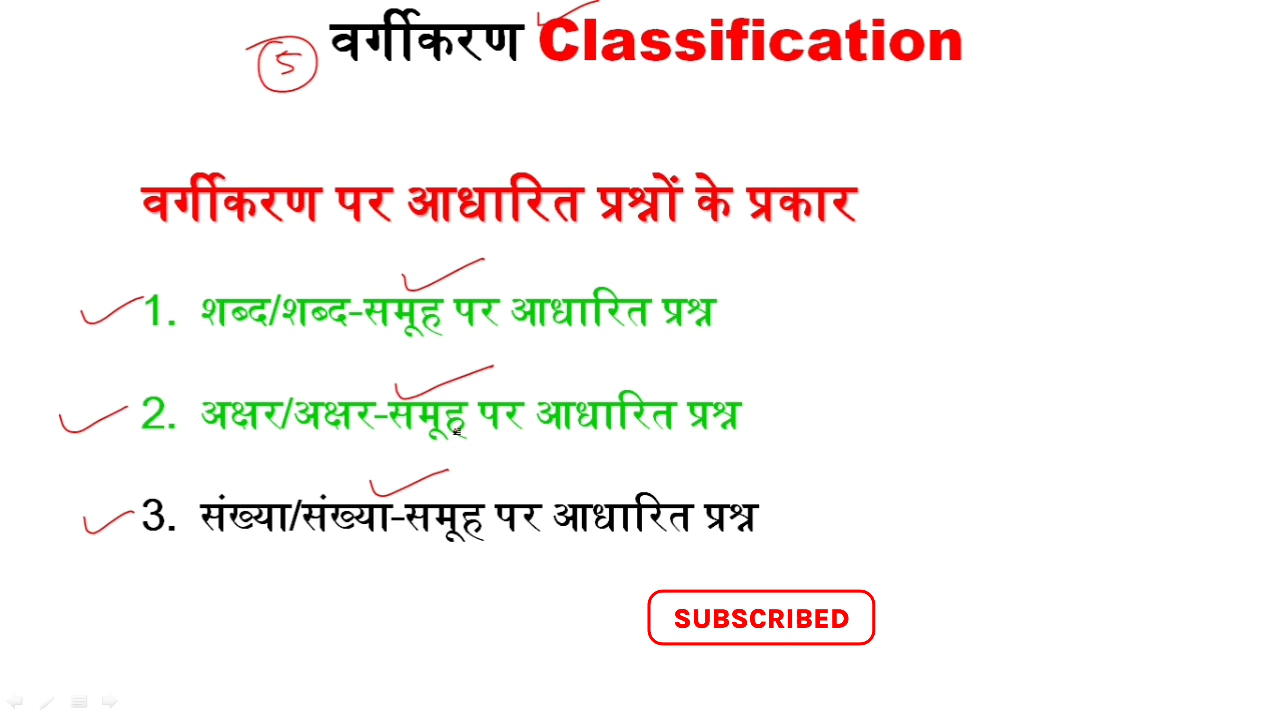 वर्गीकरण Classification
5
वर्गीकरण पर आधारित प्रश्नों के प्रकार
1. शब्द/शब्द-समूह पर आधारित प्रश्न
2. अक्षर/अक्षर-समूह पर आधारित प्रश्न
3. संख्या/संख्या-समूह पर आधारित प्रश्न
SUBSCRIBED